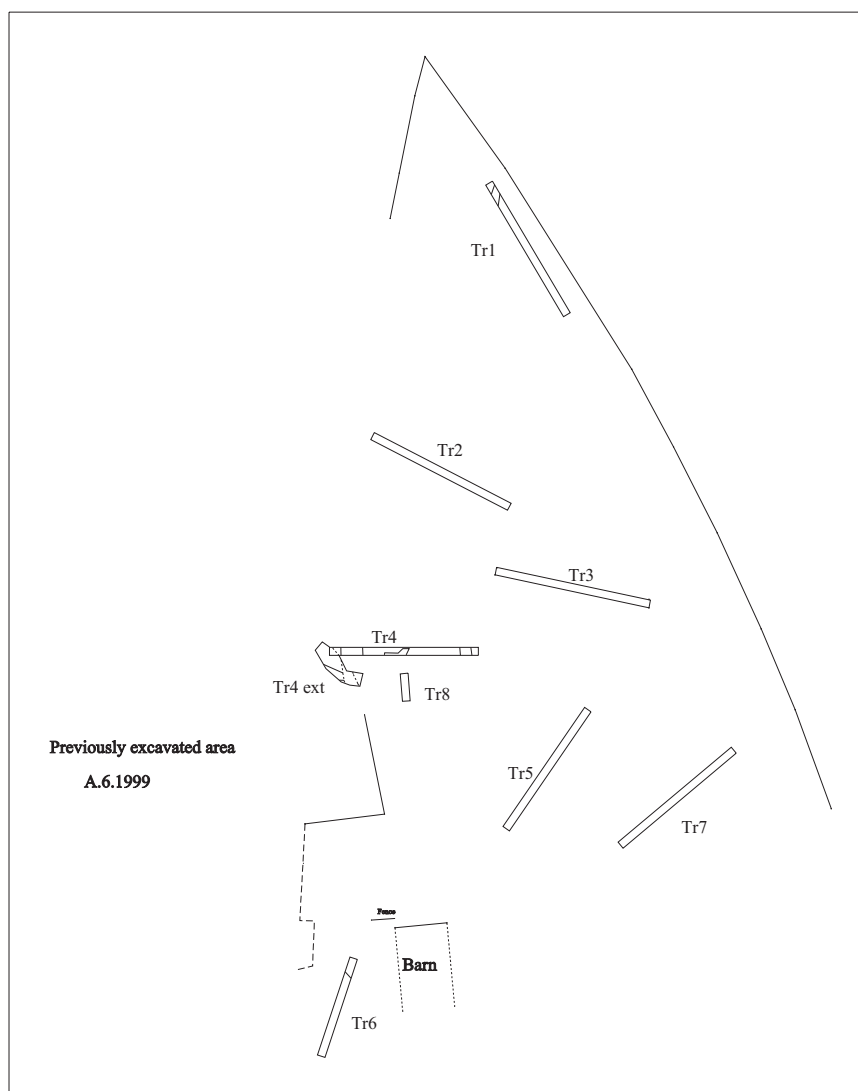 Tr1
Tr2
Tr3
Tr4
Tr4 ext
Tr8
Previously excavated area
A.6.1999
Tr5
Tr7
Fence
Barn
Tr6